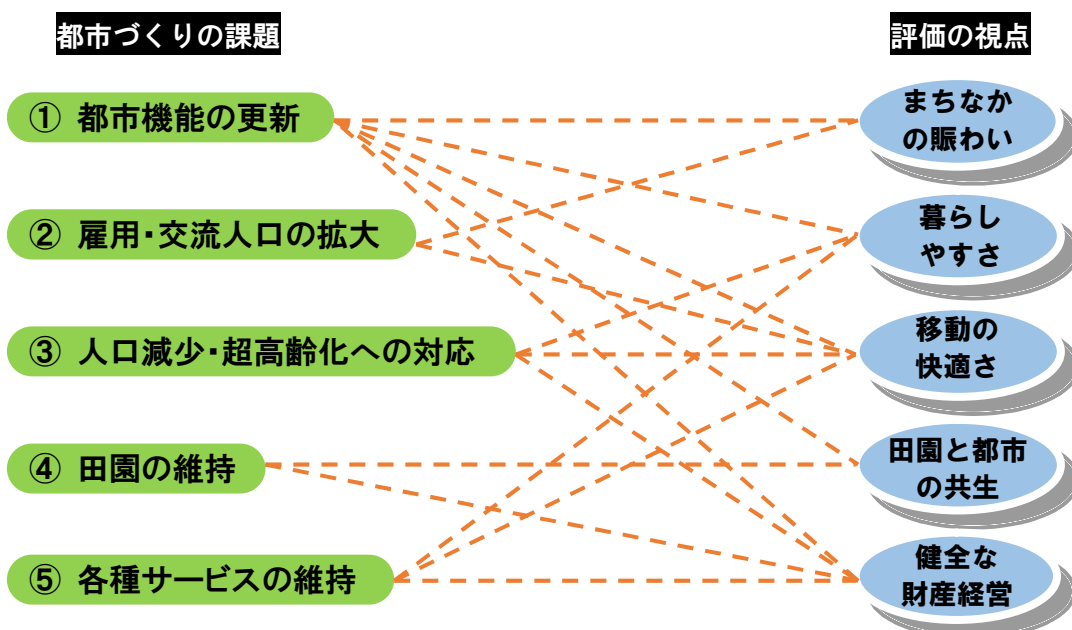 都市づくりの課題
評価の視点
① 都市機能の更新
② 雇用・交流人口の拡大
③ 人口減少・超高齢化への対応
④ 田園の維持
⑤ 各種サービスの維持
まちなか
の賑わい
暮らし
やすさ
移動の
快適さ
田園と都市
の共生
健全な
財産経営